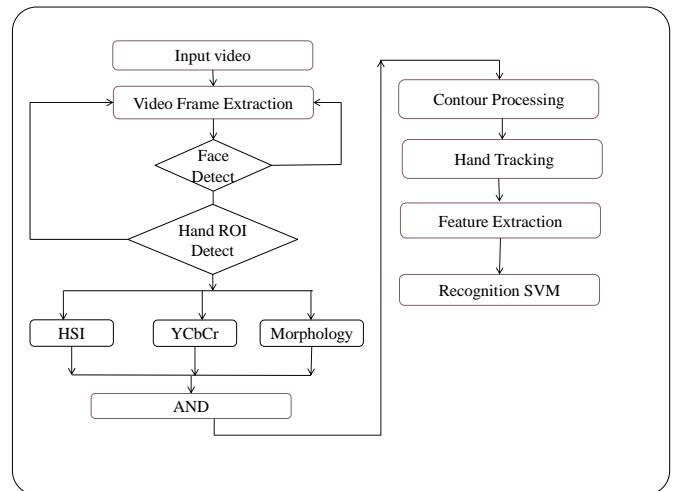 Input video
Video Frame Extraction
Face
Detect
Hand ROI
Detect
HSI
YCbCr
Morphology
AND
Contour Processing
Hand Tracking
Feature Extraction
Recognition SVM